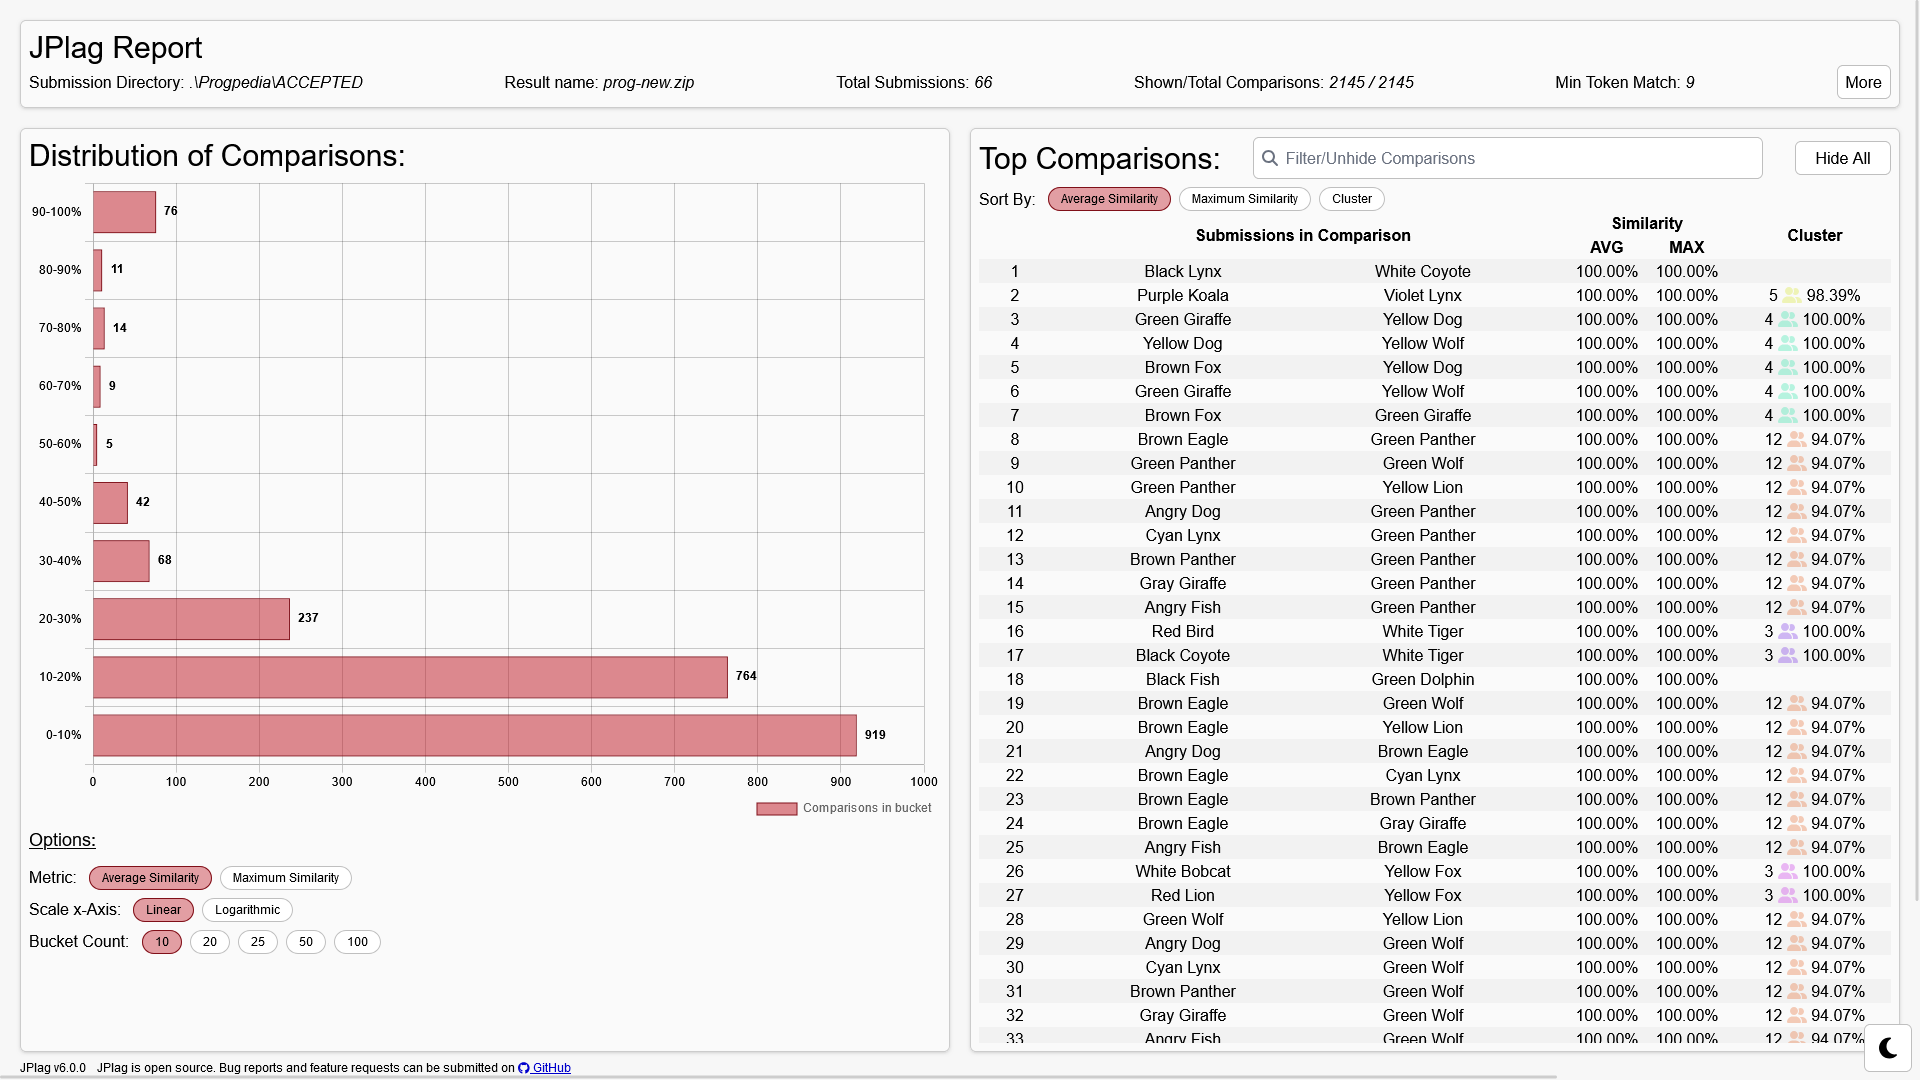 JPlag Report
Submission Directory: .\Progpedia\ACCEPTED Result name: prog-new.zip Total Submissions: 66 Shown/Total Comparisons: 2145 / 2145 Min Token Match: 9 More
Distribution of Comparisons:
90-100% 76
80-90% 11
70-80% 14
60-70% 9
50-60% 5
40-50% 42
30-40% 68
20-30% 237
10-20% 764
0-10% 919
0 100 200 300 400 500 600 700 800 900 1000
Comparisons in bucket
Options:
Metric: Average Similarity Maximum Similarity
Scale x-Axis: Linear Logarithmic
Bucket Count: 10 20 25 50 100
Top Comparisons: Filter/Unhide Comparisons Hide All
Sort By: Average Similarity Maximum Similarity Cluster
Submissions in Comparison Similarity Cluster
AVG MAX
1 Black Lynx White Coyote 100.00% 100.00%
2 Purple Koala Violet Lynx 100.00% 100.00% 5 98.39%
3 Green Giraffe Yellow Dog 100.00% 100.00% 4 100.00%
4 Yellow Dog Yellow Wolf 100.00% 100.00% 4 100.00%
5 Brown Fox Yellow Dog 100.00% 100.00% 4 100.00%
6 Green Giraffe Yellow Wolf 100.00% 100.00% 4 100.00%
7 Brown Fox Green Giraffe 100.00% 100.00% 4 100.00%
8 Brown Eagle Green Panther 100.00% 100.00% 12 94.07%
9 Green Panther Green Wolf 100.00% 100.00% 12 94.07%
10 Green Panther Yellow Lion 100.00% 100.00% 12 94.07%
11 Angry Dog Green Panther 100.00% 100.00% 12 94.07%
12 Cyan Lynx Green Panther 100.00% 100.00% 12 94.07%
13 Brown Panther Green Panther 100.00% 100.00% 12 94.07%
14 Gray Giraffe Green Panther 100.00% 100.00% 12 94.07%
15 Angry Fish Green Panther 100.00% 100.00% 12 94.07%
16 Red Bird White Tiger 100.00% 100.00% 3 100.00%
17 Black Coyote White Tiger 100.00% 100.00% 3 100.00%
18 Black Fish Green Dolphin 100.00% 100.00%
19 Brown Eagle Green Wolf 100.00% 100.00% 12 94.07%
20 Brown Eagle Yellow Lion 100.00% 100.00% 12 94.07%
21 Angry Dog Brown Eagle 100.00% 100.00% 12 94.07%
22 Brown Eagle Cyan Lynx 100.00% 100.00% 12 94.07%
23 Brown Eagle Brown Panther 100.00% 100.00% 12 94.07%
24 Brown Eagle Gray Giraffe 100.00% 100.00% 12 94.07%
25 Angry Fish Brown Eagle 100.00% 100.00% 12 94.07%
26 White Bobcat Yellow Fox 100.00% 100.00% 3 100.00%
27 Red Lion Yellow Fox 100.00% 100.00% 3 100.00%
28 Green Wolf Yellow Lion 100.00% 100.00% 12 94.07%
29 Angry Dog Green Wolf 100.00% 100.00% 12 94.07%
30 Cyan Lynx Green Wolf 100.00% 100.00% 12 94.07%
31 Brown Panther Green Wolf 100.00% 100.00% 12 94.07%
32 Gray Giraffe Green Wolf 100.00% 100.00% 12 94.07%
33 Angry Fish Green Wolf 100.00% 100.00% 12 94.07%
JPlag v6.0.0 JPlag is open source. Bug reports and feature requests can be submitted on GitHub